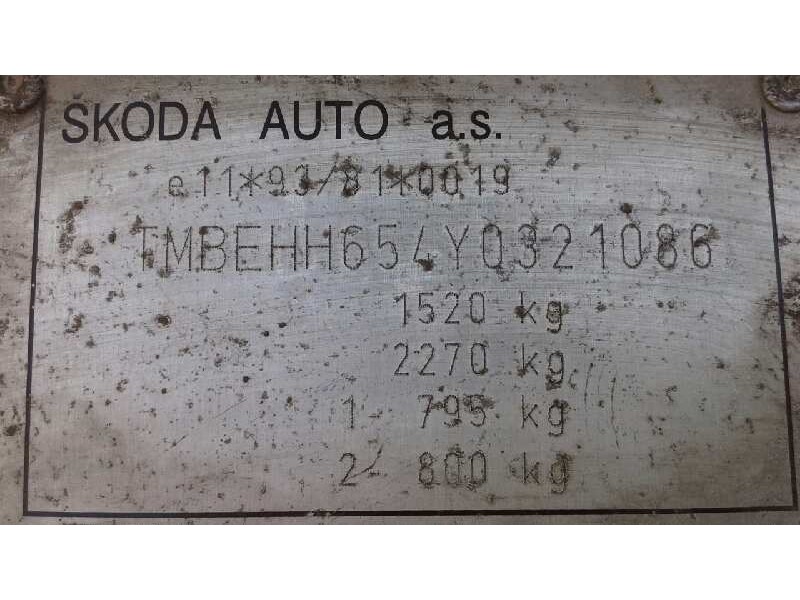 SKODA AUTO a.s.
e11*93/81*0019
TMBEHH654Y0321086
1520 kg
2270 kg
1- 795 kg
2- 800 kg